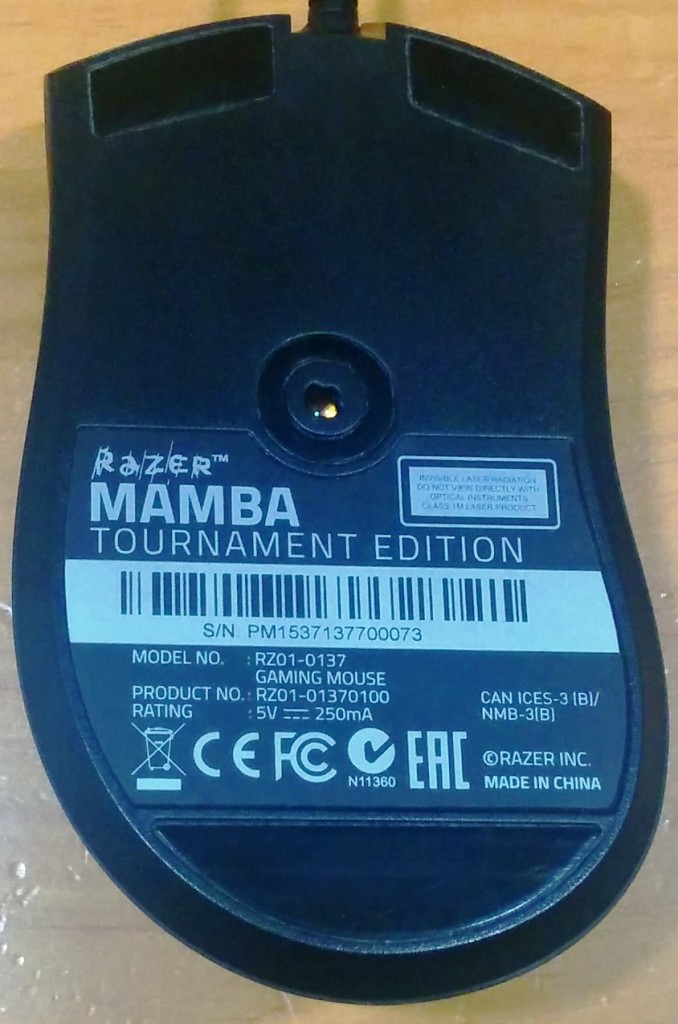 RAZER™
MAMBA
TOURNAMENT EDITION
INVISIBLE LASER RADIATION
DO NOT VIEW DIRECTLY WITH
OPTICAL INSTRUMENTS
CLASS 1M LASER PRODUCT
S/N PM1537137700073
MODEL NO. : RZ01-0137
GAMING MOUSE
PRODUCT NO. : RZ01-01370100
RATING : 5V ⎓ 250mA
CAN ICES-3 (B)/
NMB-3(B)
CE FC N11360 EAC
©RAZER INC.
MADE IN CHINA